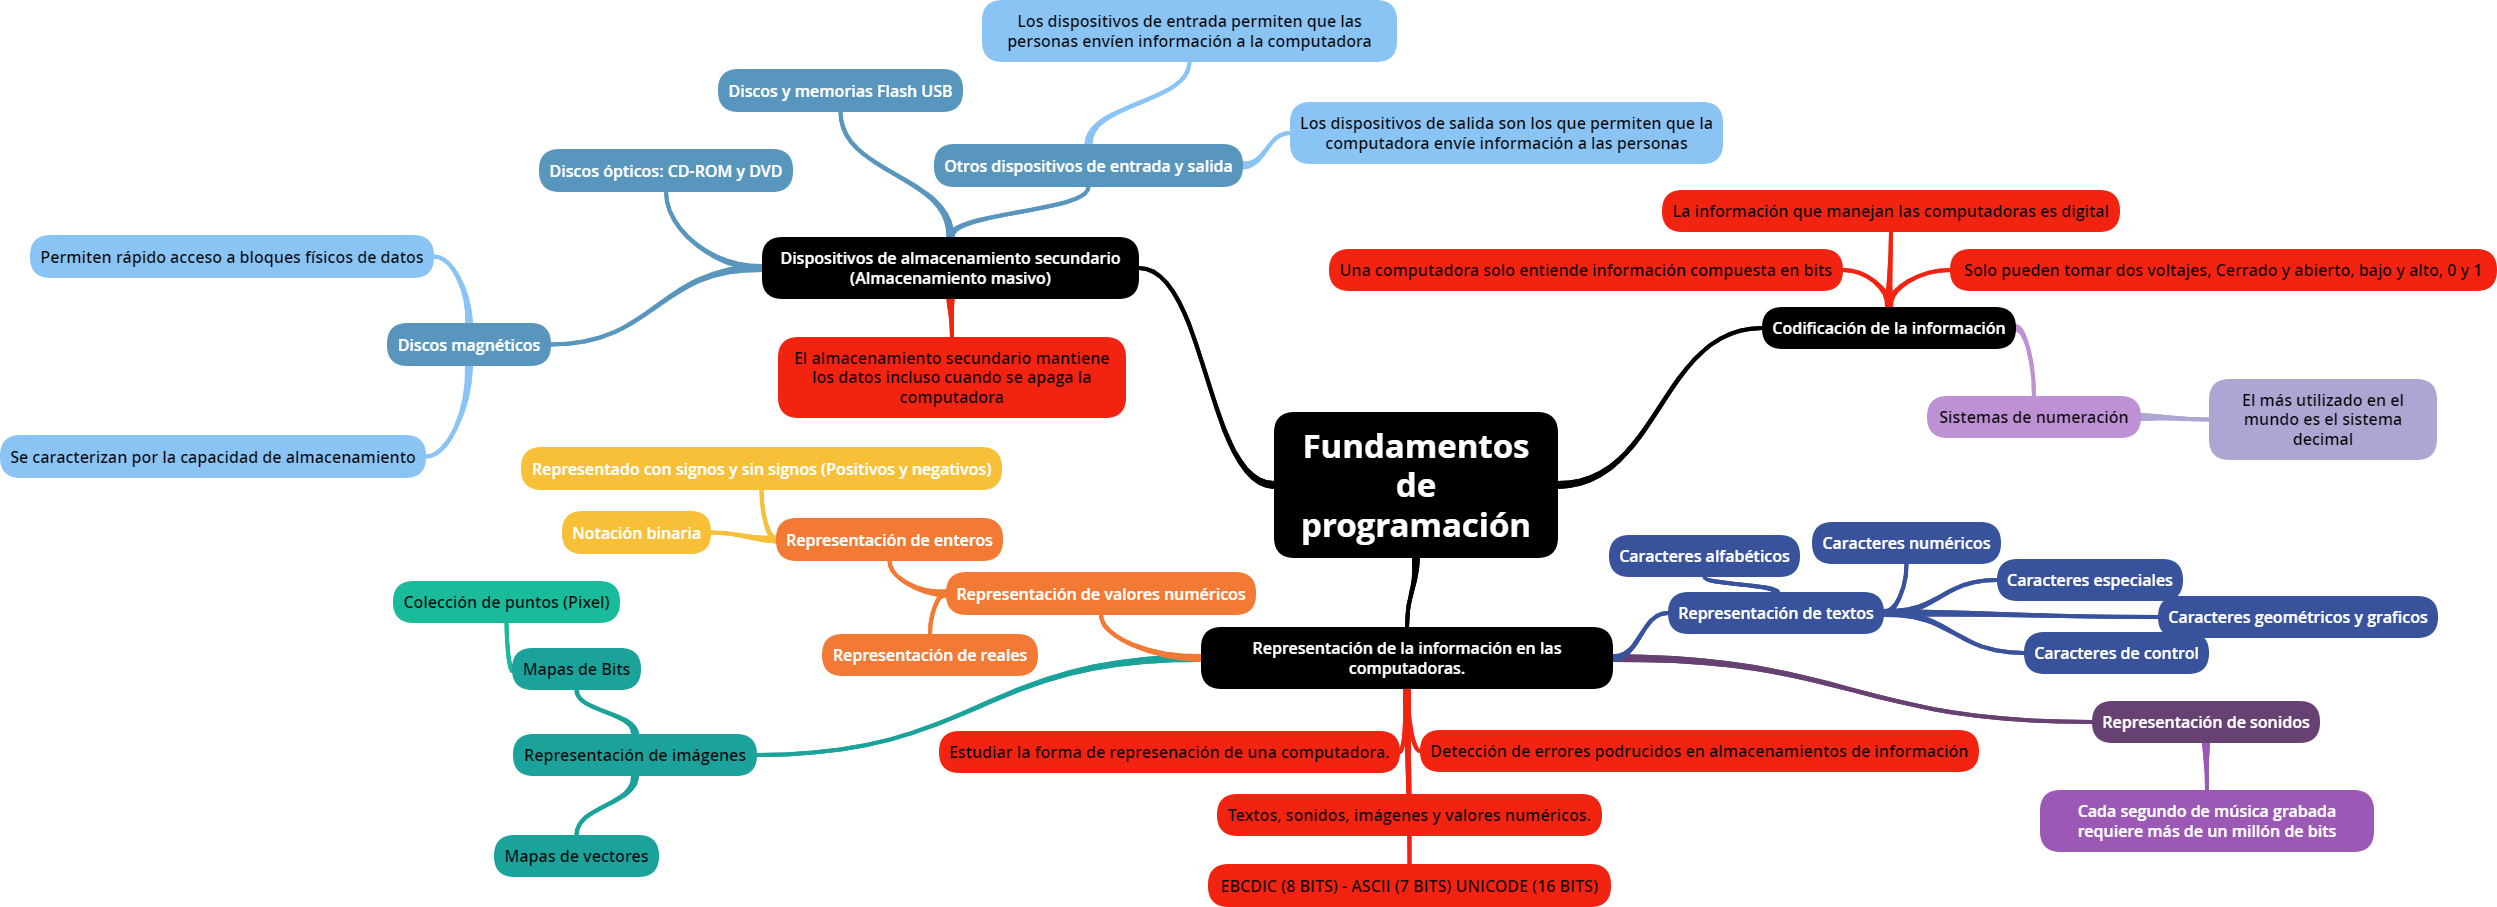 Los dispositivos de entrada permiten que las
personas envíen información a la computadora
Discos y memorias Flash USB
Los dispositivos de salida son los que permiten que la
computadora envíe información a las personas
Discos ópticos: CD-ROM y DVD
Otros dispositivos de entrada y salida
La información que manejan las computadoras es digital
Permiten rápido acceso a bloques físicos de datos
Dispositivos de almacenamiento secundario
(Almacenamiento masivo)
Una computadora solo entiende información compuesta en bits
Solo pueden tomar dos voltajes, Cerrado y abierto, bajo y alto, 0 y 1
Discos magnéticos
El almacenamiento secundario mantiene
los datos incluso cuando se apaga la
computadora
Codificación de la información
Sistemas de numeración
El más utilizado en el
mundo es el sistema
decimal
Se caracterizan por la capacidad de almacenamiento
Fundamentos
de
programación
Representado con signos y sin signos (Positivos y negativos)
Notación binaria
Representación de enteros
Caracteres alfabéticos
Caracteres numéricos
Caracteres especiales
Colección de puntos (Pixel)
Representación de valores numéricos
Representación de textos
Caracteres geométricos y graficos
Representación de reales
Caracteres de control
Mapas de Bits
Representación de la información en las
computadoras.
Representación de sonidos
Representación de imágenes
Estudiar la forma de represenación de una computadora.
Detección de errores podrucidos en almacenamientos de información
Textos, sonidos, imágenes y valores numéricos.
Cada segundo de música grabada
requiere más de un millón de bits
Mapas de vectores
EBCDIC (8 BITS) - ASCII (7 BITS) UNICODE (16 BITS)